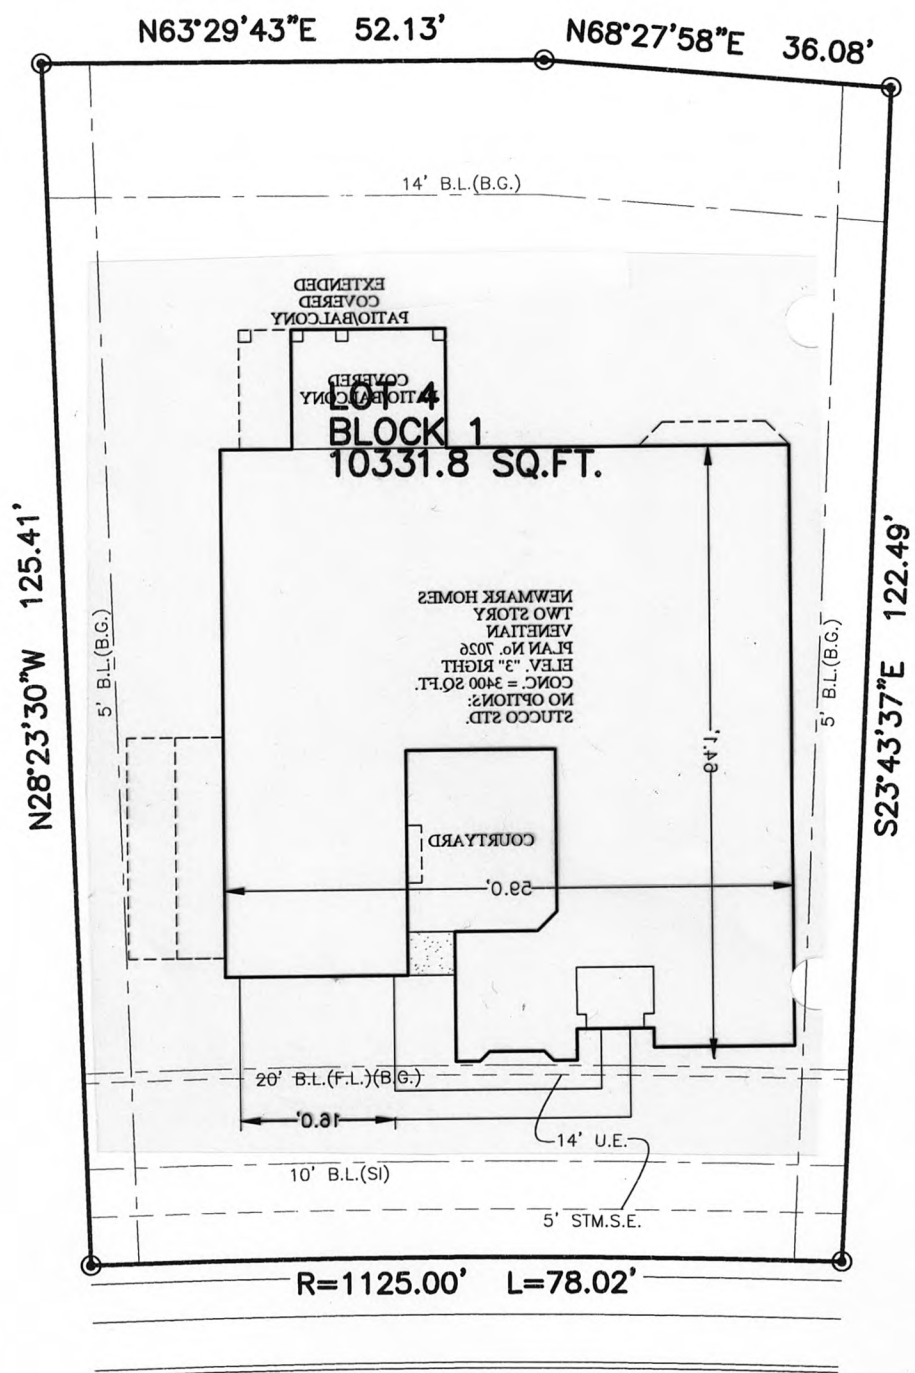 N63°29'43"E 52.13'
N68°27'58"E 36.08'
14' B.L.(B.G.)
EXTENDED
COVERED
PATIO/BALCONY
COVERED
PATIO/BALCONY
LOT 4
BLOCK 1
10331.8 SQ.FT.
N28°23'30"W 125.41'
S23°43'37"E 122.49'
5' B.L.(B.G.)
5' B.L.(B.G.)
NEWMARK HOMES
TWO STORY
VENETIAN
PLAN No. 7026
ELEV. "3" RIGHT
CONC. = 3400 SQ.FT.
NO OPTIONS:
STUCCO STD.
64.1'
COURTYARD
59.0'
20' B.L.(F.L.)(B.G.)
16.0'
14' U.E.
10' B.L.(SI)
5' STM.S.E.
R=1125.00' L=78.02'